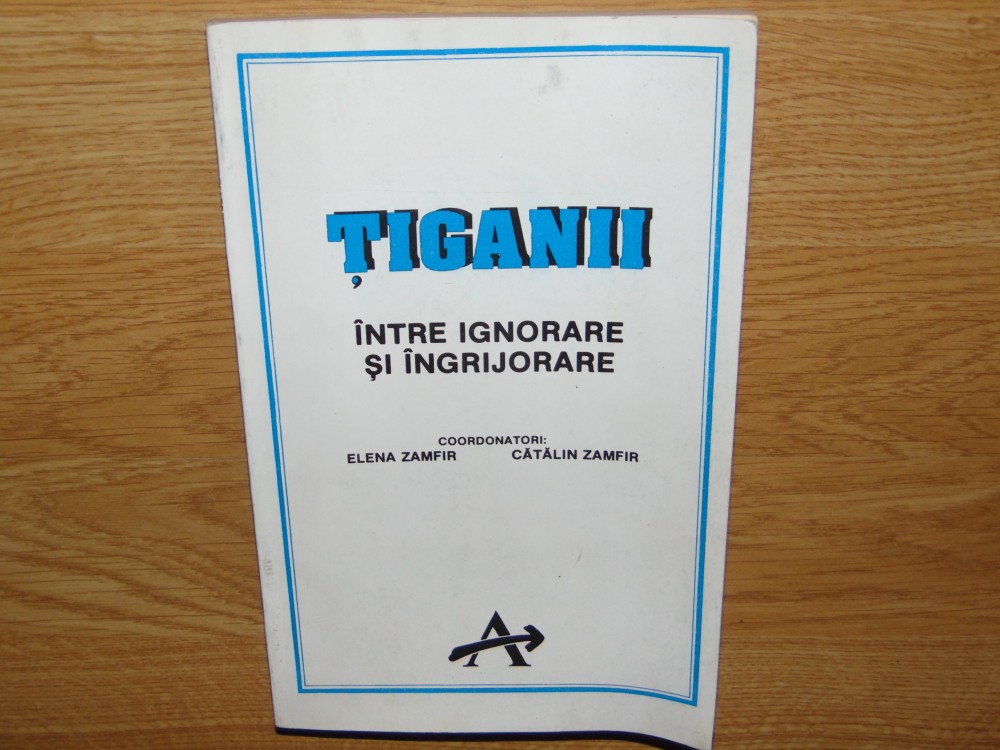 ȚIGANII
ÎNTRE IGNORARE
ȘI ÎNGRIJORARE
COORDONATORI:
ELENA ZAMFIR CĂTĂLIN ZAMFIR
A